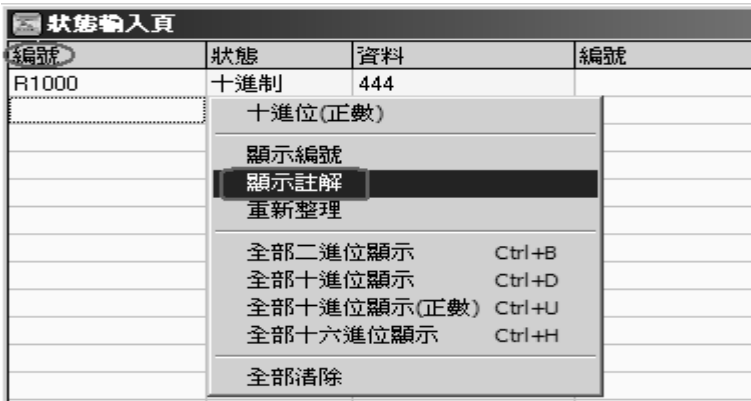 狀態輸入頁
編號 狀態 資料 編號
R1000 十進制 444
十進位(正數)
顯示編號
顯示註解
重新整理
全部二進位顯示 Ctrl+B
全部十進位顯示 Ctrl+D
全部十進位顯示(正數) Ctrl+U
全部十六進位顯示 Ctrl+H
全部清除